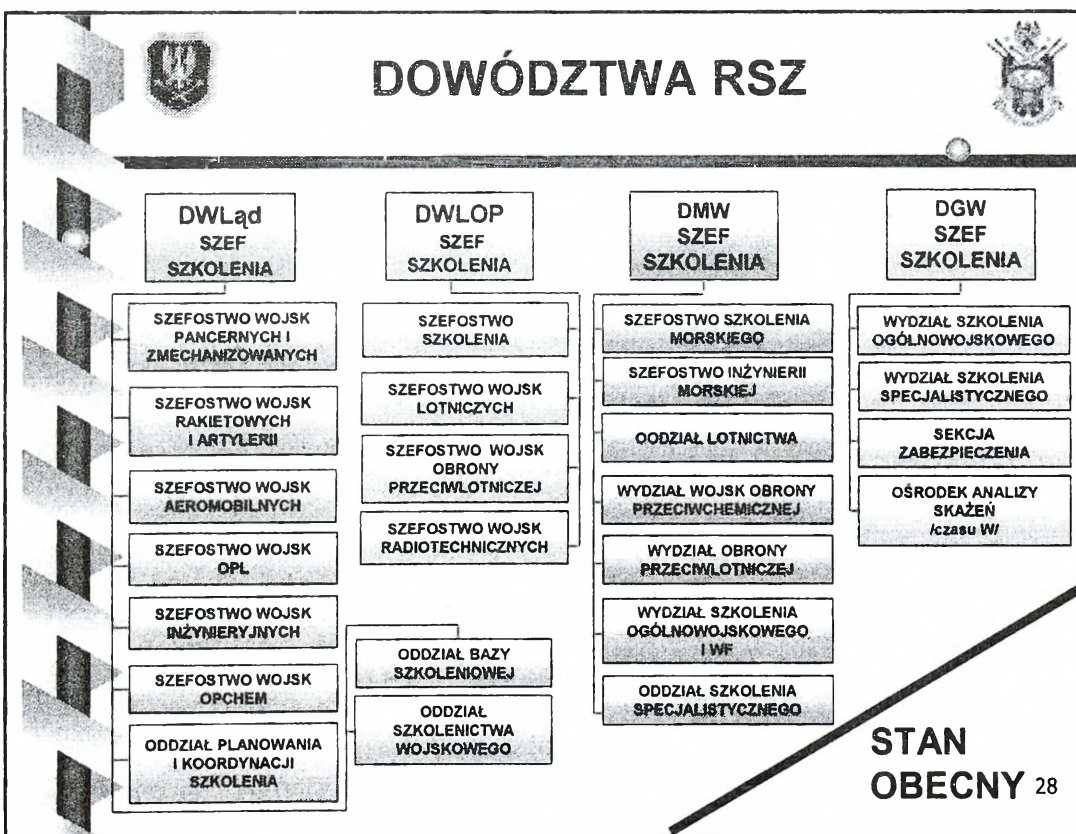 DOWÓDZTWA RSZ
DWLąd
SZEF
SZKOLENIA
SZEFOSTWO WOJSK
PANCERNYCH I
ZMECHANIZOWANYCH
SZEFOSTWO WOJSK
RAKIETOWYCH
I ARTYLERII
SZEFOSTWO WOJSK
AEROMOBILNYCH
SZEFOSTWO WOJSK
OPL
SZEFOSTWO WOJSK
INŻYNIERYJNYCH
SZEFOSTWO WOJSK
OPCHEM
ODDZIAŁ PLANOWANIA
I KOORDYNACJI
SZKOLENIA
ODDZIAŁ BAZY
SZKOLENIOWEJ
ODDZIAŁ
SZKOLNICTWA
WOJSKOWEGO
DWLOP
SZEF
SZKOLENIA
SZEFOSTWO
SZKOLENIA
SZEFOSTWO WOJSK
LOTNICZYCH
SZEFOSTWO WOJSK
OBRONY
PRZECIWLOTNICZEJ
SZEFOSTWO WOJSK
RADIOTECHNICZNYCH
DMW
SZEF
SZKOLENIA
SZEFOSTWO SZKOLENIA
MORSKIEGO
SZEFOSTWO INŻYNIERII
MORSKIEJ
OODZIAŁ LOTNICTWA
WYDZIAŁ WOJSK OBRONY
PRZECIWCHEMICZNEJ
WYDZIAŁ OBRONY
PRZECIWLOTNICZEJ
WYDZIAŁ SZKOLENIA
OGÓLNOWOJSKOWEGO
I WF
ODDZIAŁ SZKOLENIA
SPECJALISTYCZNEGO
DGW
SZEF
SZKOLENIA
WYDZIAŁ SZKOLENIA
OGÓLNOWOJSKOWEGO
WYDZIAŁ SZKOLENIA
SPECJALISTYCZNEGO
SEKCJA
ZABEZPIECZENIA
OŚRODEK ANALIZY
SKAŻEŃ
/czasu W/
STAN
OBECNY 28